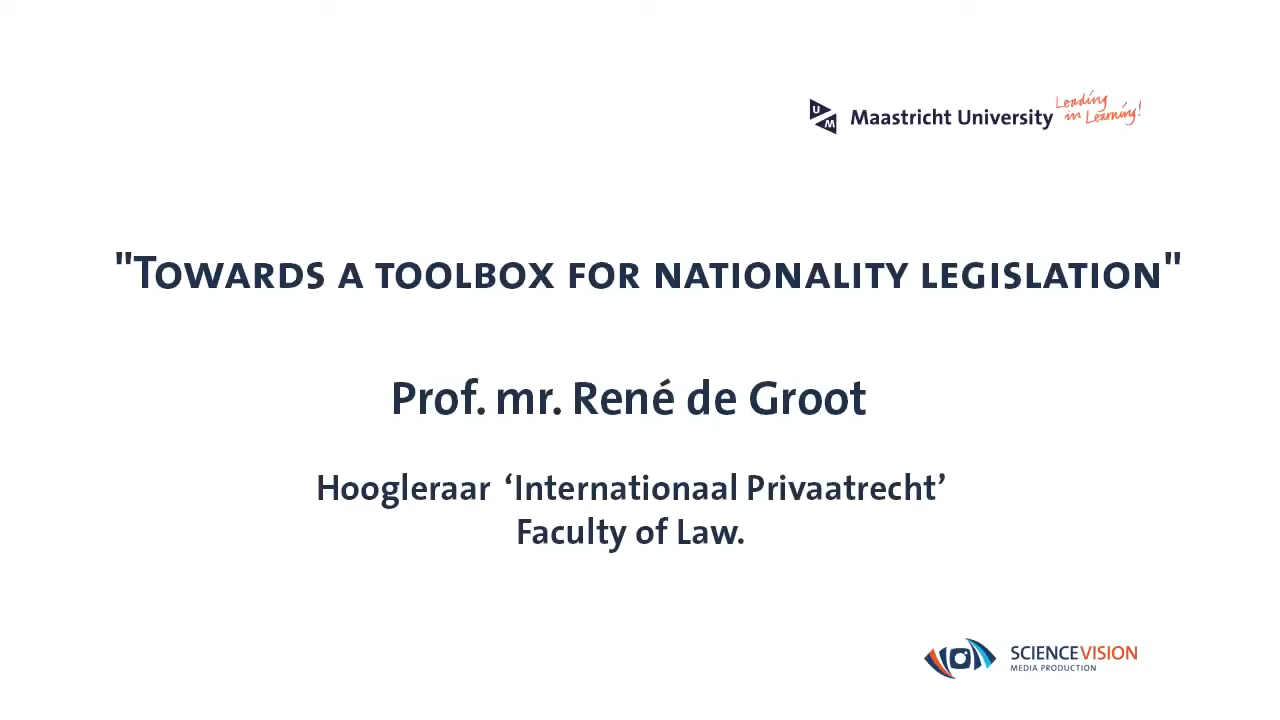 U
M
Maastricht University
Leading
in Learning!
"Towards a toolbox for nationality legislation"
Prof. mr. René de Groot
Hoogleraar ‘Internationaal Privaatrecht’
Faculty of Law.
SCIENCEVISION
MEDIA PRODUCTION